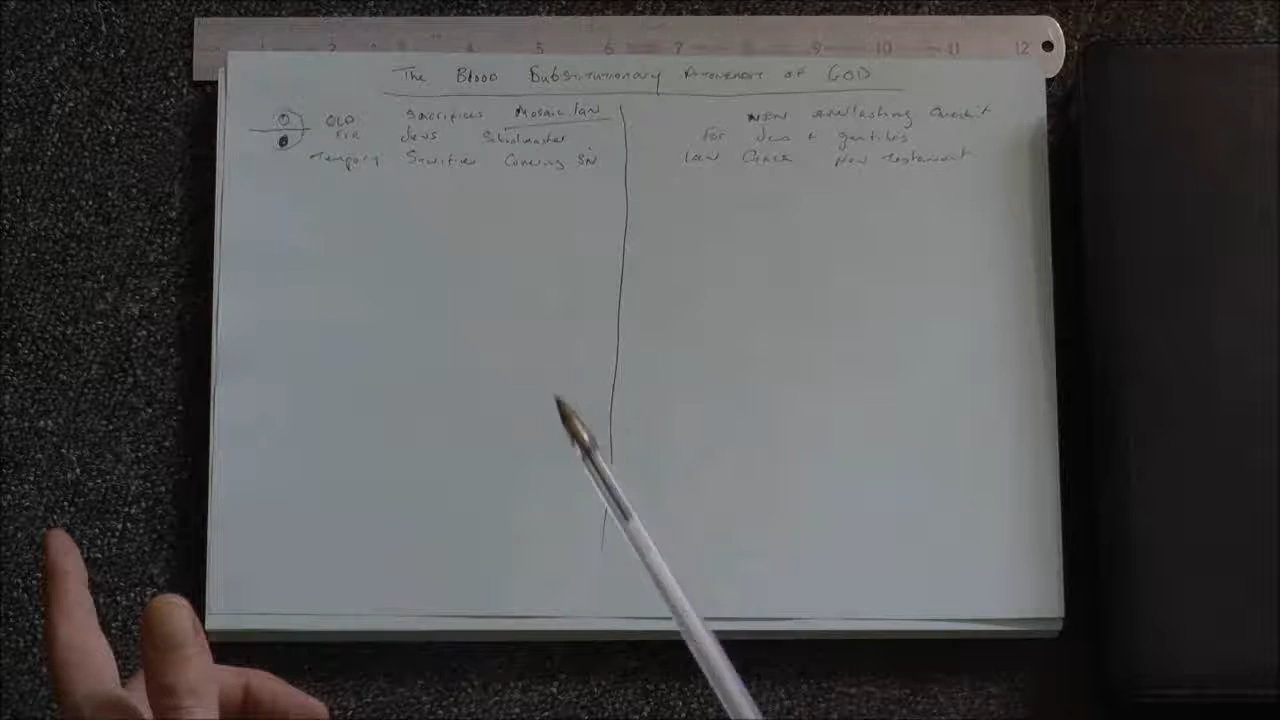 1 2 3 4 5 6 7 8 9 10 11 12
The Blood Substitutionary Atonement of GOD
OLD Sacrifices Mosaic law
For Jews Schoolmaster
Temporary Sacrifices Covering Sin
NEW everlasting
For Jews + gentiles
Law Grace New Testament